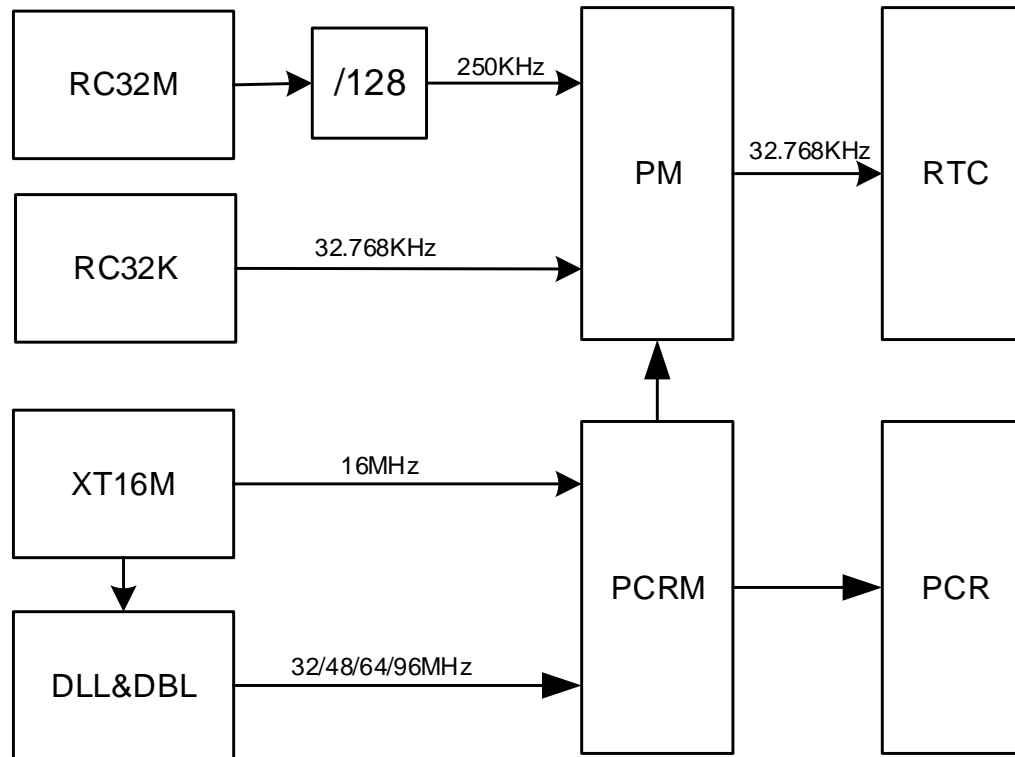 RC32M
/128
250KHz
PM
32.768KHz
RTC
RC32K
32.768KHz
XT16M
16MHz
PCRM
PCR
DLL&DBL
32/48/64/96MHz